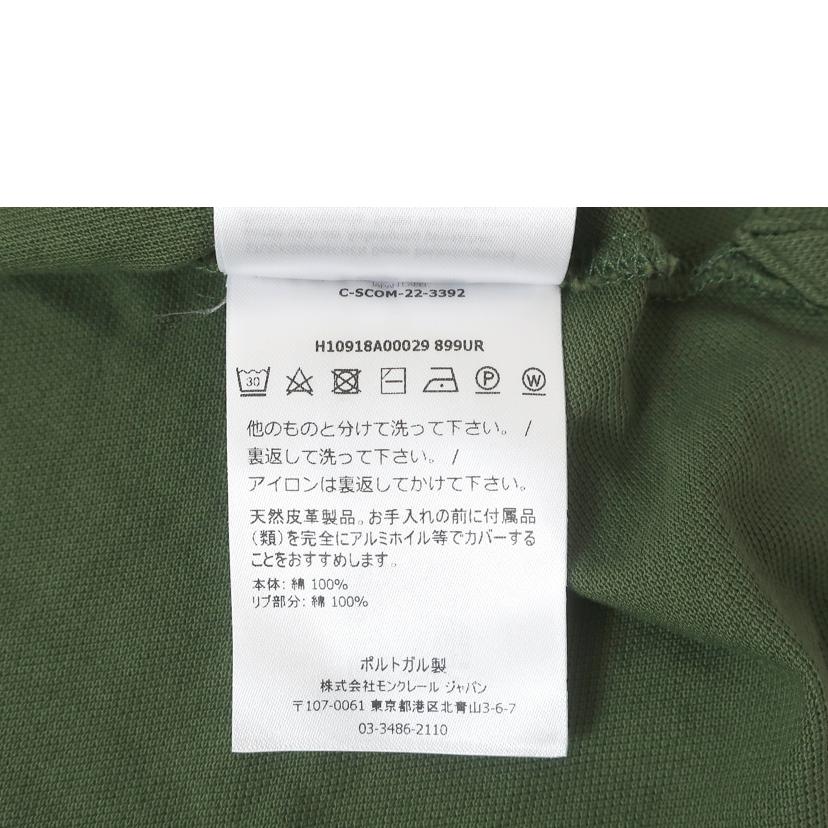 C-SCOM-22-3392
H10918A00029 899UR
30
P
W
他のものと分けて洗って下さい。 /
裏返して洗って下さい。 /
アイロンは裏返してかけて下さい。
天然皮革製品。お手入れの前に付属品
(類)を完全にアルミホイル等でカバーする
ことをおすすめします。
本体: 綿 100%
リブ部分: 綿 100%
ポルトガル製
株式会社モンクレール ジャパン
〒107-0061 東京都港区北青山3-6-7
03-3486-2110